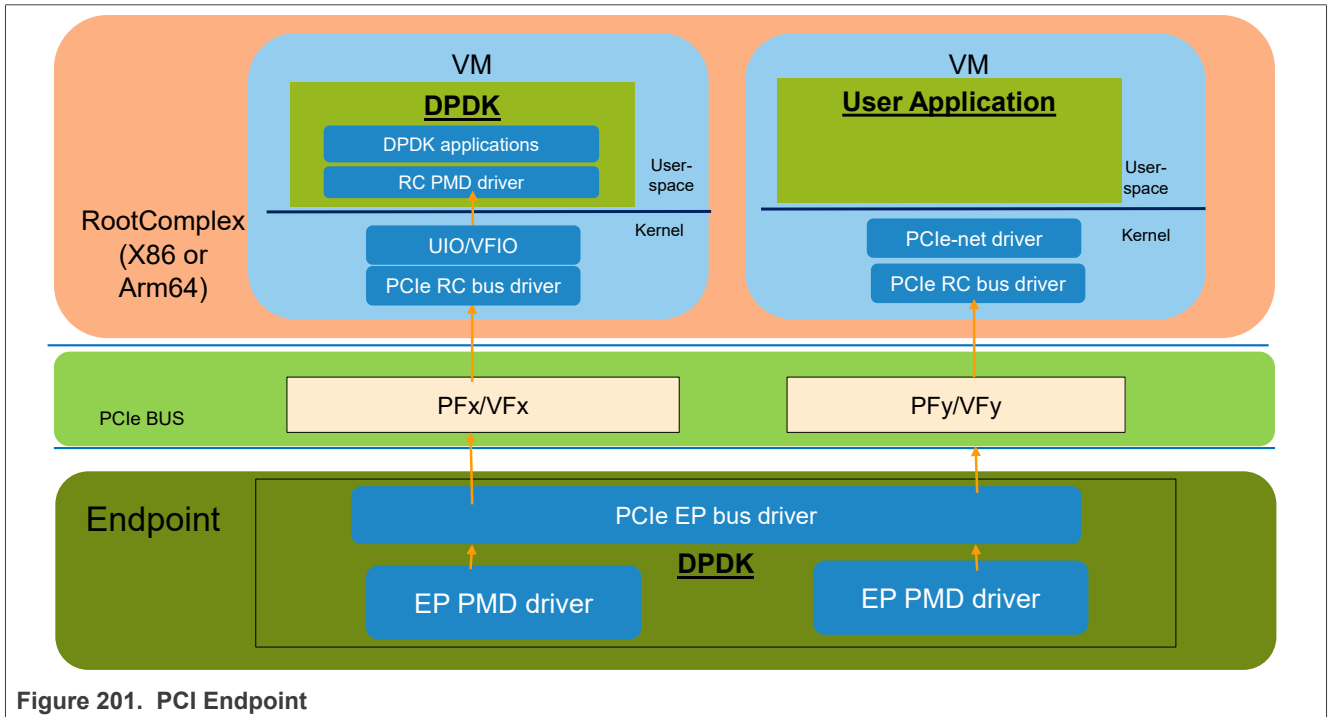 VM
DPDK
DPDK applications
RC PMD driver
User-
space
Kernel
UIO/VFIO
PCIe RC bus driver
VM
User Application
User-
space
Kernel
PCIe-net driver
PCIe RC bus driver
RootComplex
(X86 or
Arm64)
PCIe BUS
PFx/VFx
PFy/VFy
Endpoint
PCIe EP bus driver
DPDK
EP PMD driver
EP PMD driver
Figure 201. PCI Endpoint